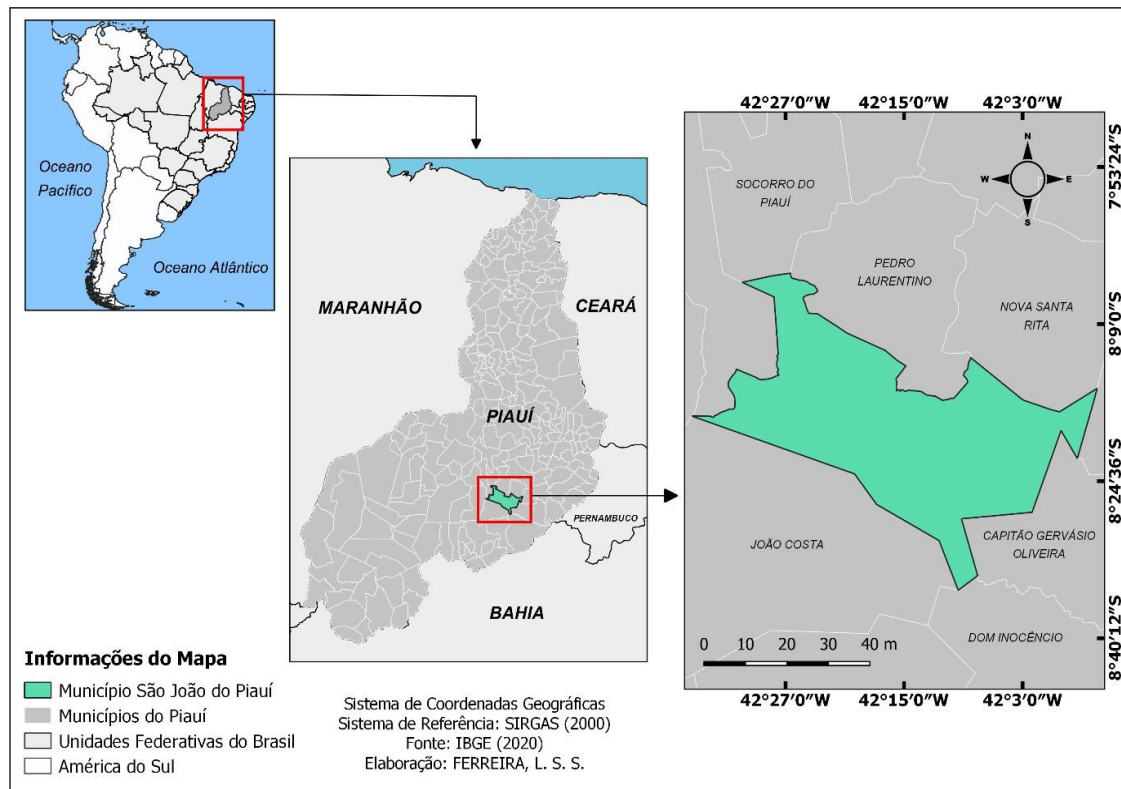 Oceano
Pacífico
Oceano Atlântico
MARANHÃO
CEARÁ
PIAUÍ
PERNAMBUCO
BAHIA
42°27'0"W 42°15'0"W 42°3'0"W
N
W E
S
7°53'24"S
8°9'0"S
8°24'36"S
8°40'12"S
SOCORRO DO
PIAUÍ
PEDRO
LAURENTINO
NOVA SANTA
RITA
JOÃO COSTA
CAPITÃO GERVÁSIO
OLIVEIRA
DOM INOCÊNCIO
0 10 20 30 40 m
42°27'0"W 42°15'0"W 42°3'0"W
Informações do Mapa
Município São João do Piauí
Municípios do Piauí
Unidades Federativas do Brasil
América do Sul
Sistema de Coordenadas Geográficas
Sistema de Referência: SIRGAS (2000)
Fonte: IBGE (2020)
Elaboração: FERREIRA, L. S. S.